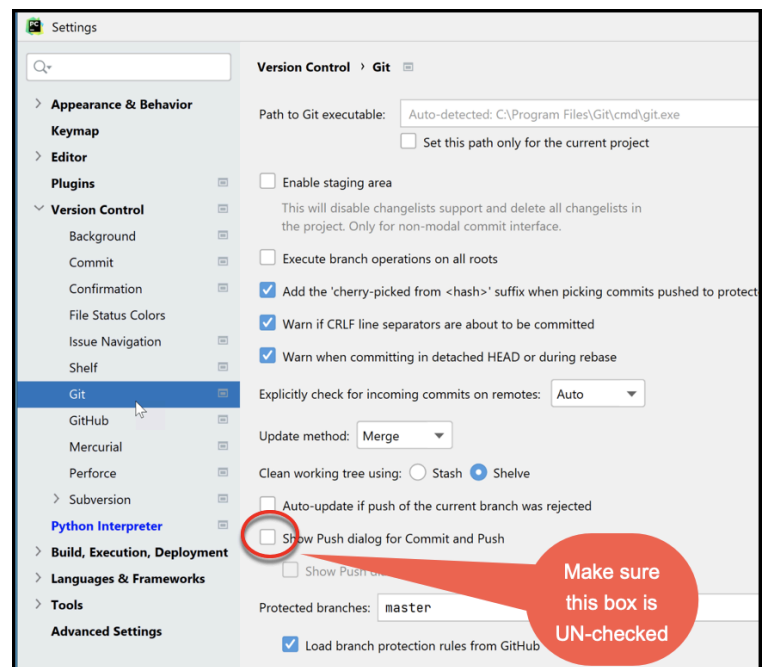 Settings
Appearance & Behavior
Keymap
Editor
Plugins
Version Control
Background
Commit
Confirmation
File Status Colors
Issue Navigation
Shelf
Git
GitHub
Mercurial
Perforce
Subversion
Python Interpreter
Build, Execution, Deployment
Languages & Frameworks
Tools
Advanced Settings
Version Control › Git
Path to Git executable: Auto-detected: C:\Program Files\Git\cmd\git.exe
Set this path only for the current project
Enable staging area
This will disable changelists support and delete all changelists in
the project. Only for non-modal commit interface.
Execute branch operations on all roots
Add the 'cherry-picked from <hash>' suffix when picking commits pushed to protect
Warn if CRLF line separators are about to be committed
Warn when committing in detached HEAD or during rebase
Explicitly check for incoming commits on remotes: Auto
Update method: Merge
Clean working tree using: Stash Shelve
Auto-update if push of the current branch was rejected
Show Push dialog for Commit and Push
Show Push
Protected branches: master
Load branch protection rules from GitHub
Make sure
this box is
UN-checked